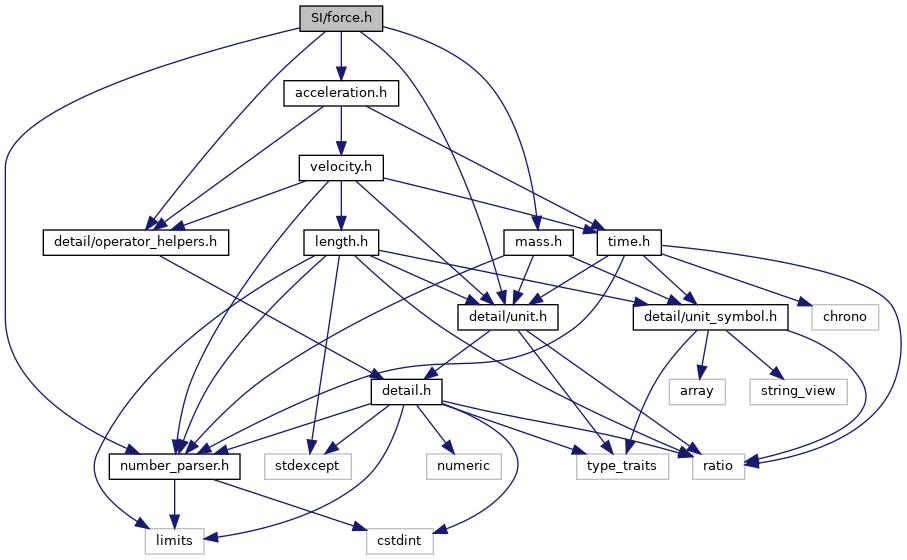 SI/force.h
acceleration.h
velocity.h
detail/operator_helpers.h
length.h
mass.h
time.h
detail/unit.h
detail/unit_symbol.h
chrono
detail.h
array
string_view
number_parser.h
stdexcept
numeric
type_traits
ratio
limits
cstdint